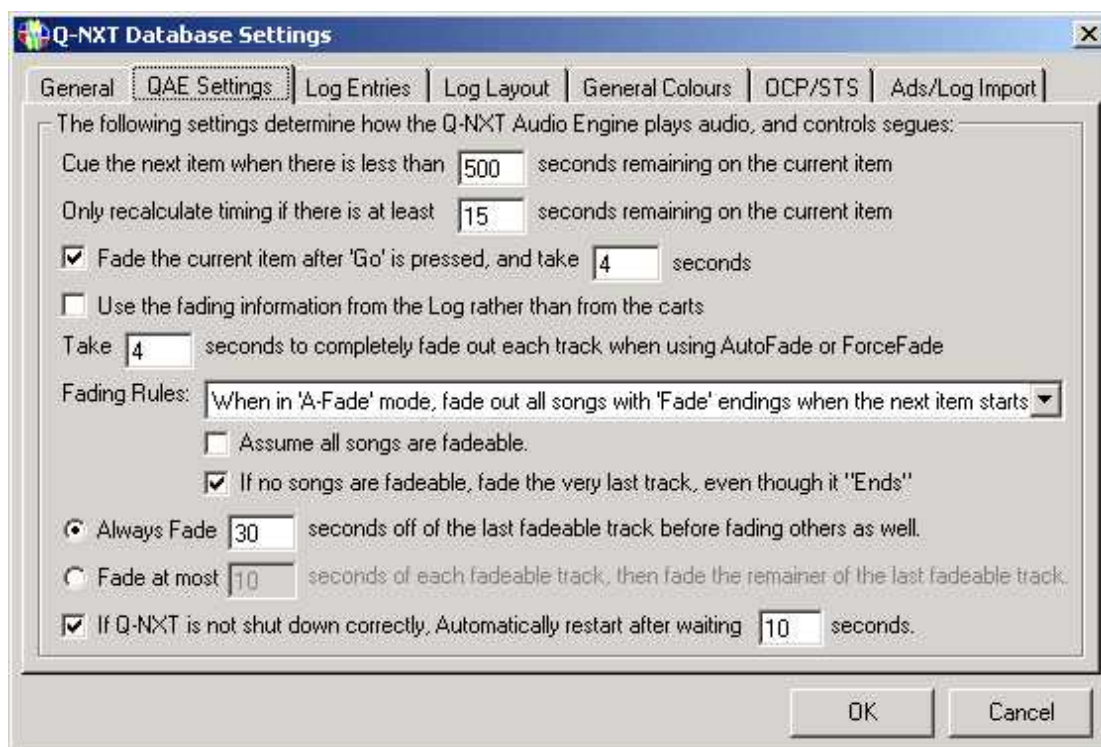 Q-NXT Database Settings
General QAE Settings Log Entries Log Layout General Colours OCP/STS Ads/Log Import
The following settings determine how the Q-NXT Audio Engine plays audio, and controls segues:
Cue the next item when there is less than 500 seconds remaining on the current item
Only recalculate timing if there is at least 15 seconds remaining on the current item
Fade the current item after 'Go' is pressed, and take 4 seconds
Use the fading information from the Log rather than from the carts
Take 4 seconds to completely fade out each track when using AutoFade or ForceFade
Fading Rules: When in 'A-Fade' mode, fade out all songs with 'Fade' endings when the next item starts
Assume all songs are fadeable.
If no songs are fadeable, fade the very last track, even though it "Ends"
Always Fade 30 seconds off of the last fadeable track before fading others as well.
Fade at most 10 seconds of each fadeable track, then fade the remainer of the last fadeable track.
If Q-NXT is not shut down correctly, Automatically restart after waiting 10 seconds.
OK Cancel